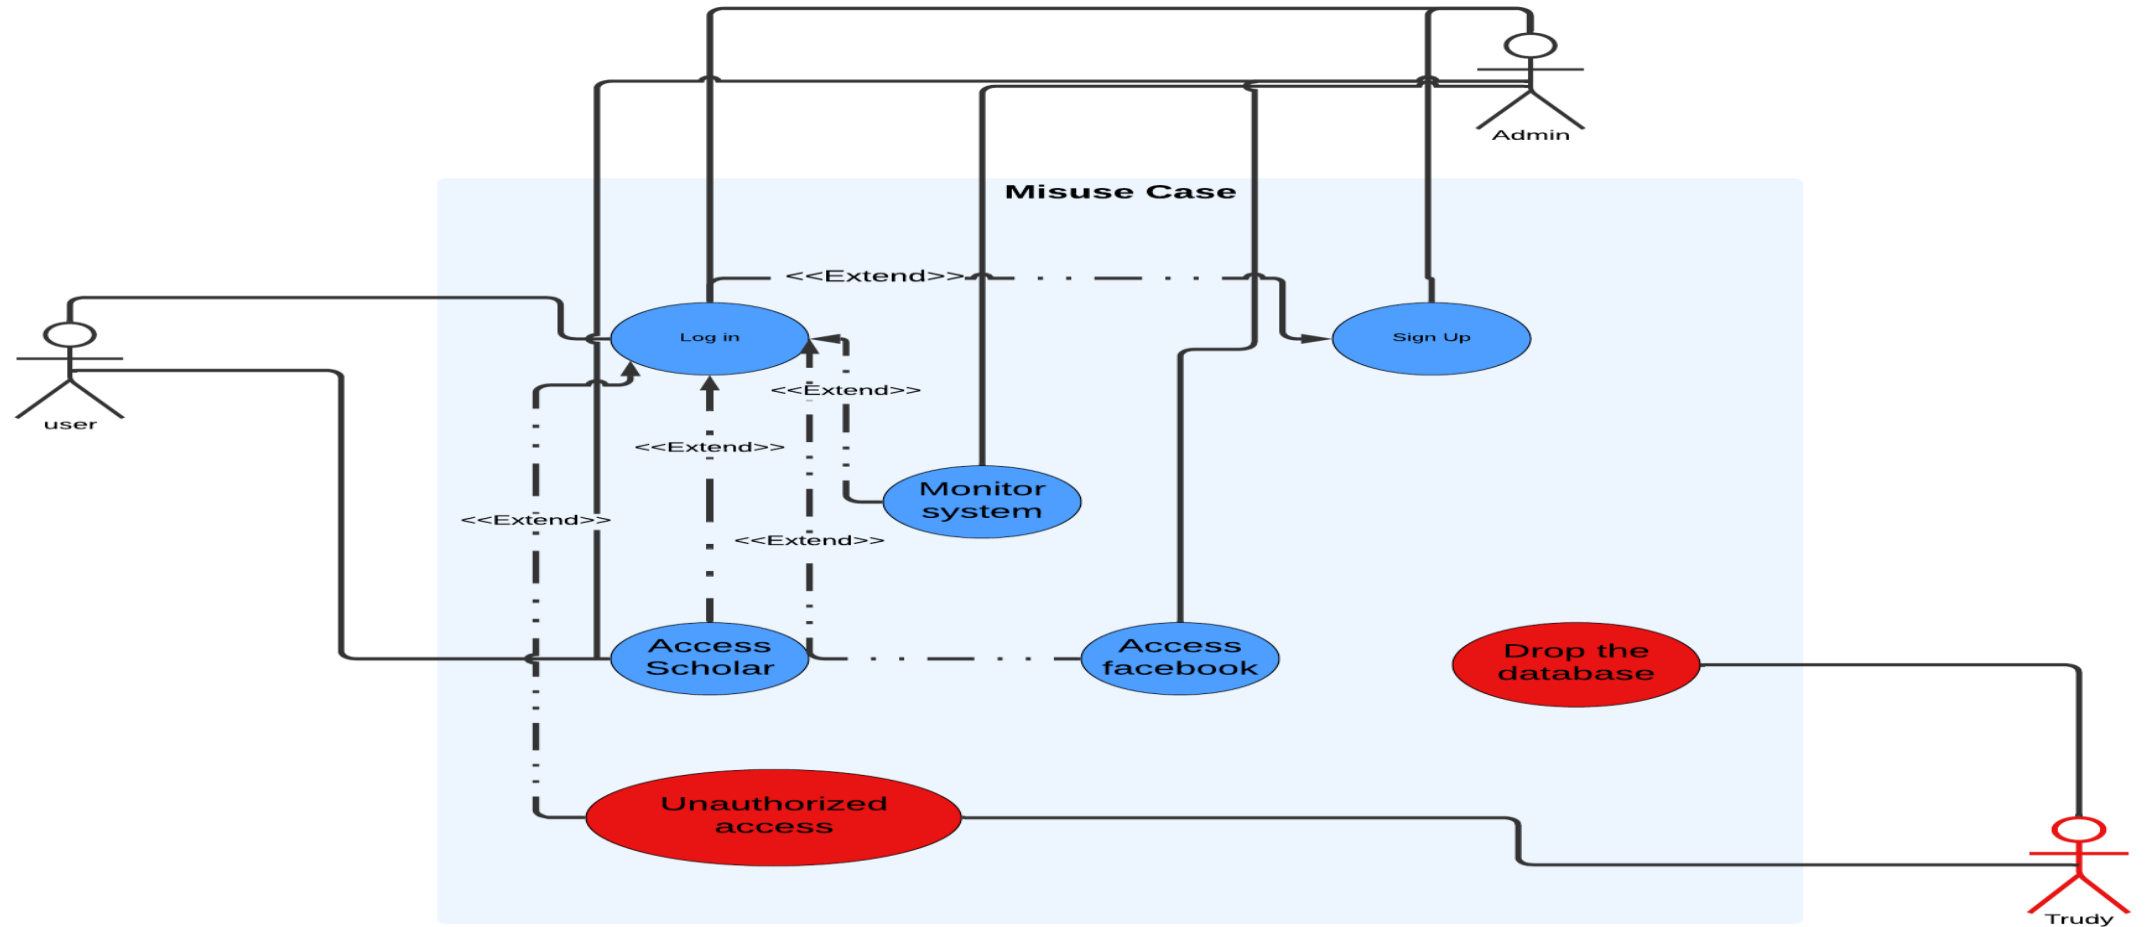 Admin
Misuse Case
<<Extend>>
Log in
Sign Up
<<Extend>>
user
<<Extend>>
Monitor
system
<<Extend>>
<<Extend>>
Access
Scholar
Access
facebook
Drop the
database
Unauthorized
access
Trudy